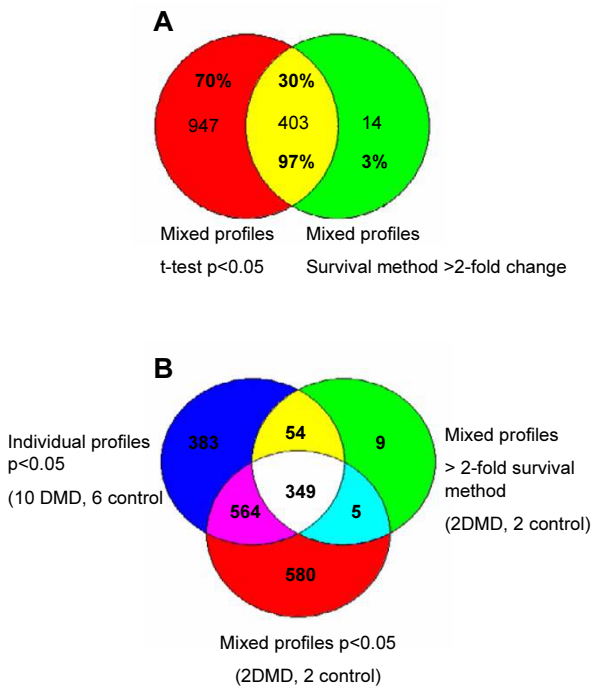 A
70%
30%
947
403
14
97%
3%
Mixed profiles
t-test p<0.05
Mixed profiles
Survival method >2-fold change
B
383
54
9
564
349
5
580
Individual profiles
p<0.05
(10 DMD, 6 control
Mixed profiles
> 2-fold survival
method
(2DMD, 2 control)
Mixed profiles p<0.05
(2DMD, 2 control)